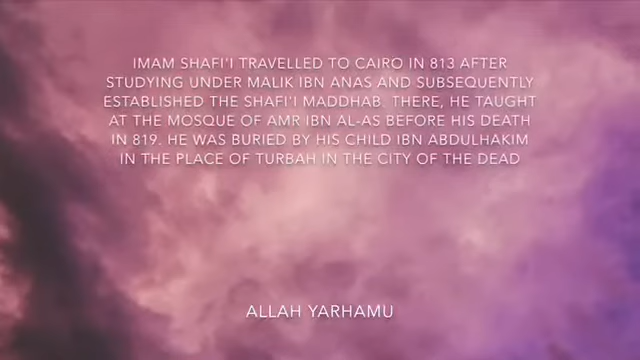 IMAM SHAFI'I TRAVELLED TO CAIRO IN 813 AFTER
STUDYING UNDER MALIK IBN ANAS AND SUBSEQUENTLY
ESTABLISHED THE SHAFI'I MADDHAB. THERE, HE TAUGHT
AT THE MOSQUE OF AMR IBN AL-AS BEFORE HIS DEATH
IN 819. HE WAS BURIED BY HIS CHILD IBN ABDULHAKIM
IN THE PLACE OF TURBAH IN THE CITY OF THE DEAD
ALLAH YARHAMU